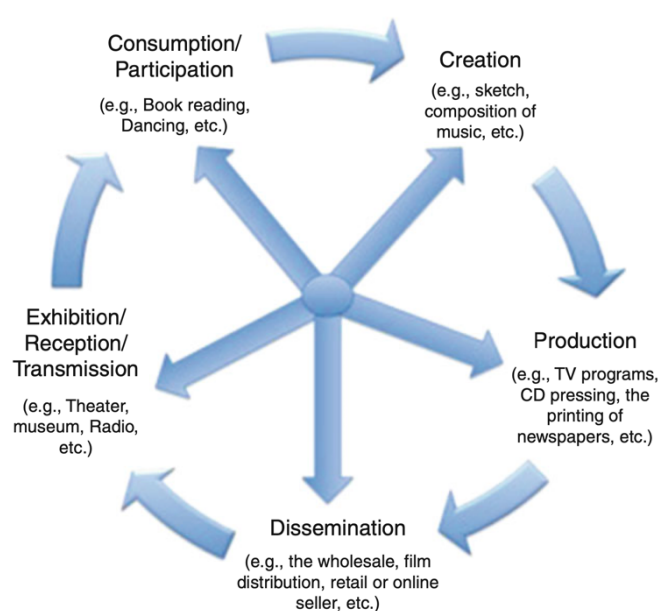 Consumption/
Participation
(e.g., Book reading,
Dancing, etc.)
Creation
(e.g., sketch,
composition of
music, etc.)
Production
(e.g., TV programs,
CD pressing, the
printing of
newspapers, etc.)
Dissemination
(e.g., the wholesale, film
distribution, retail or online
seller, etc.)
Exhibition/
Reception/
Transmission
(e.g., Theater,
museum, Radio,
etc.)